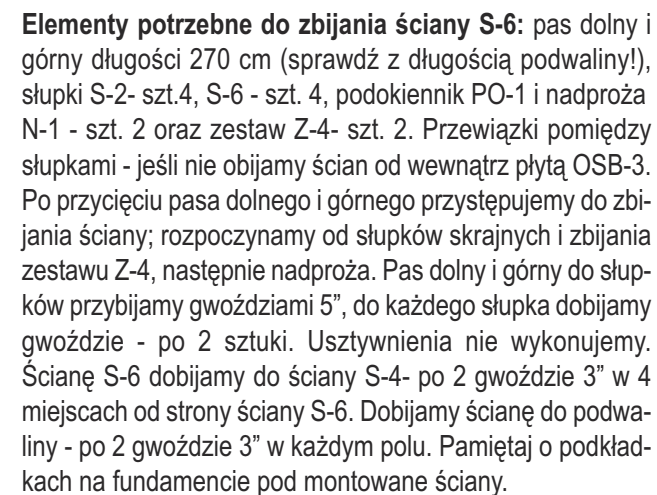 Elementy potrzebne do zbijania ściany S-6: pas dolny i
górny długości 270 cm (sprawdź z długością podwaliny!),
słupki S-2- szt.4, S-6 - szt. 4, podokiennik PO-1 i nadproża
N-1 - szt. 2 oraz zestaw Z-4- szt. 2. Przewiązki pomiędzy
słupkami - jeśli nie obijamy ścian od wewnątrz płytą OSB-3.
Po przycięciu pasa dolnego i górnego przystępujemy do zbi-
jania ściany; rozpoczynamy od słupków skrajnych i zbijania
zestawu Z-4, następnie nadproża. Pas dolny i górny do słup-
ków przybijamy gwoździami 5”, do każdego słupka dobijamy
gwoździe - po 2 sztuki. Usztywnienia nie wykonujemy.
Ścianę S-6 dobijamy do ściany S-4- po 2 gwoździe 3” w 4
miejscach od strony ściany S-6. Dobijamy ścianę do podwa-
liny - po 2 gwoździe 3” w każdym polu. Pamiętaj o podkład-
kach na fundamencie pod montowane ściany.